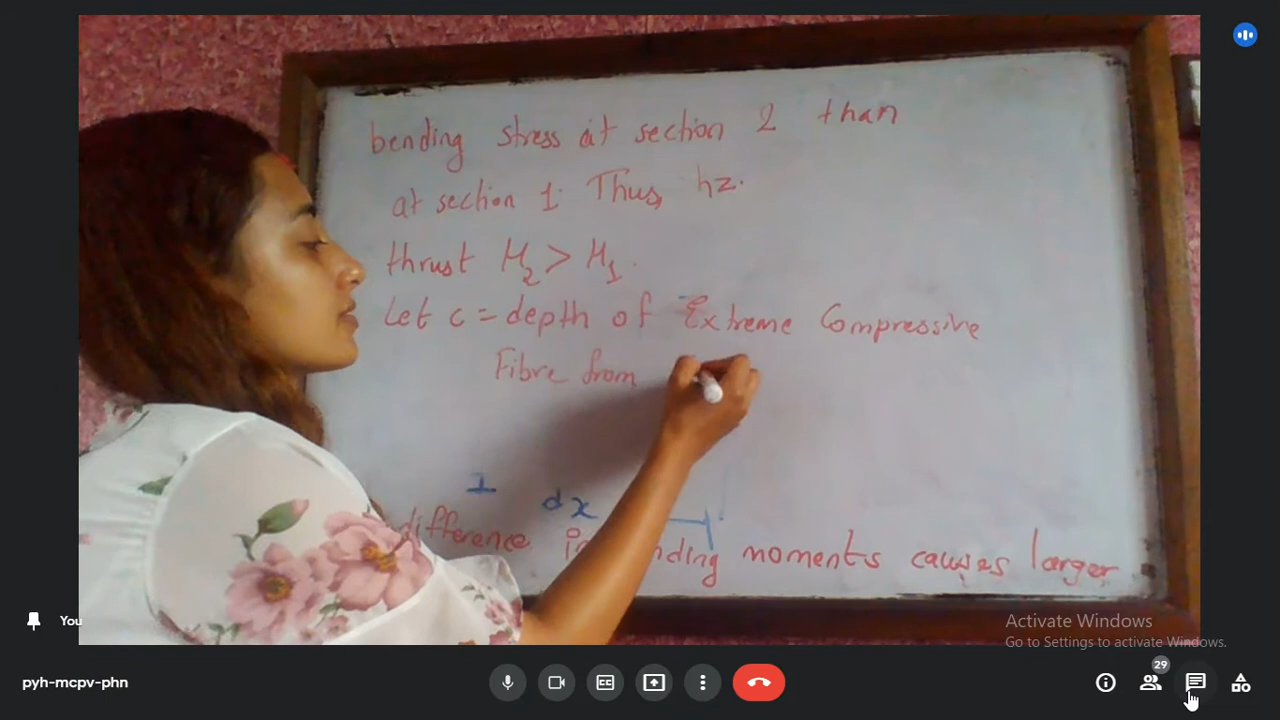 bending stress at section 2 than
at section 1. Thus, hz.
thrust H2 > H1.
Let c = depth of Extreme Compressive
Fibre from
1
dx
difference in nding moments causes larger
You
Activate Windows
Go to Settings to activate Windows.
pyh-mcpv-phn
CC
29